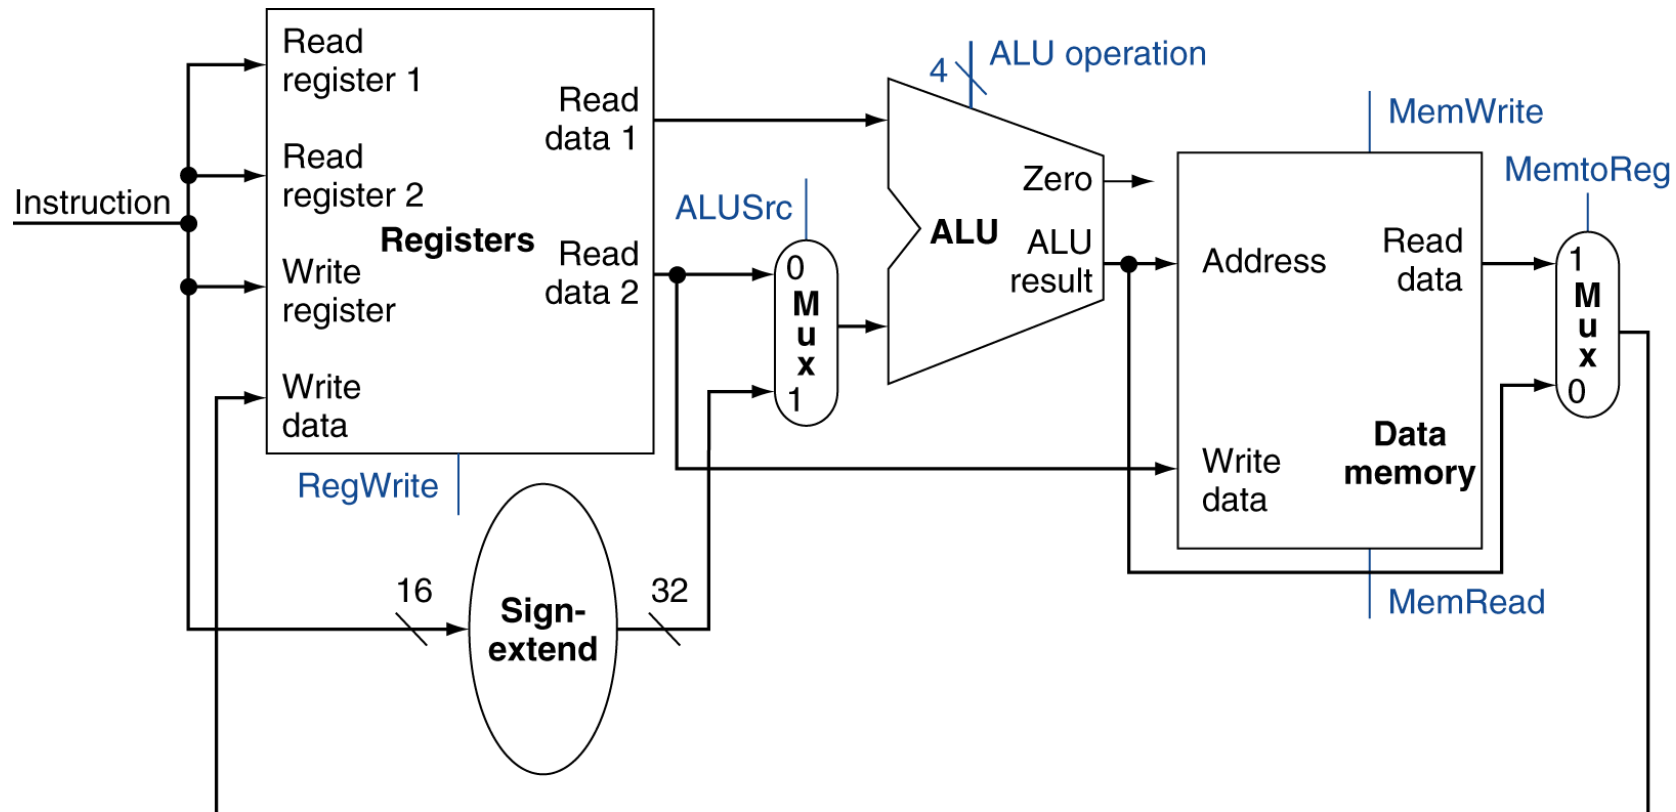 Instruction
Read
register 1
Read
register 2
Registers
Write
register
Write
data
Read
data 1
Read
data 2
RegWrite
16
Sign-
extend
32
ALUSrc
0
M
u
x
1
4
ALU operation
Zero
ALU
ALU
result
MemWrite
Address
Read
data
Write
data
Data
memory
MemRead
MemtoReg
1
M
u
x
0